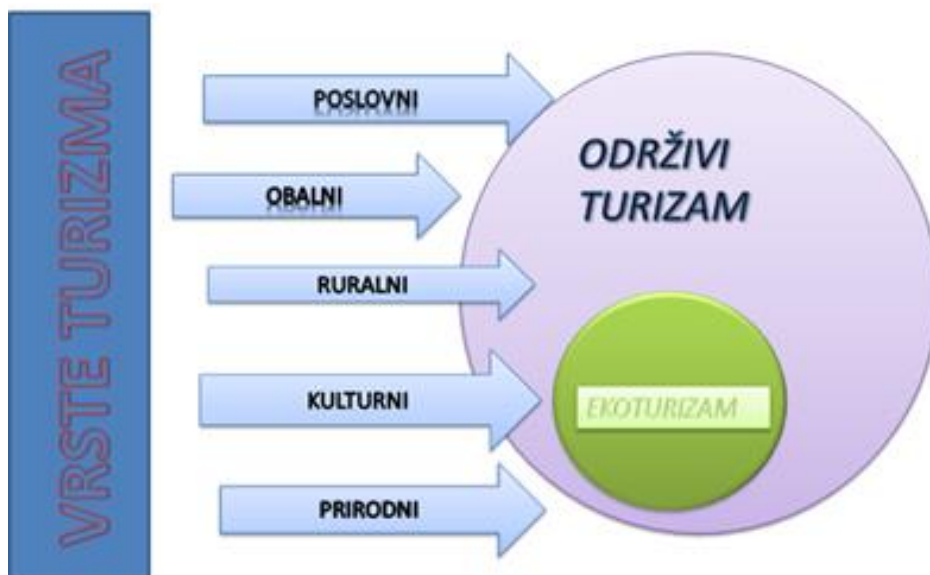 VRSTE TURIZMA
POSLOVNI
OBALNI
RURALNI
KULTURNI
PRIRODNI
ODRŽIVI
TURIZAM
EKOTURIZAM